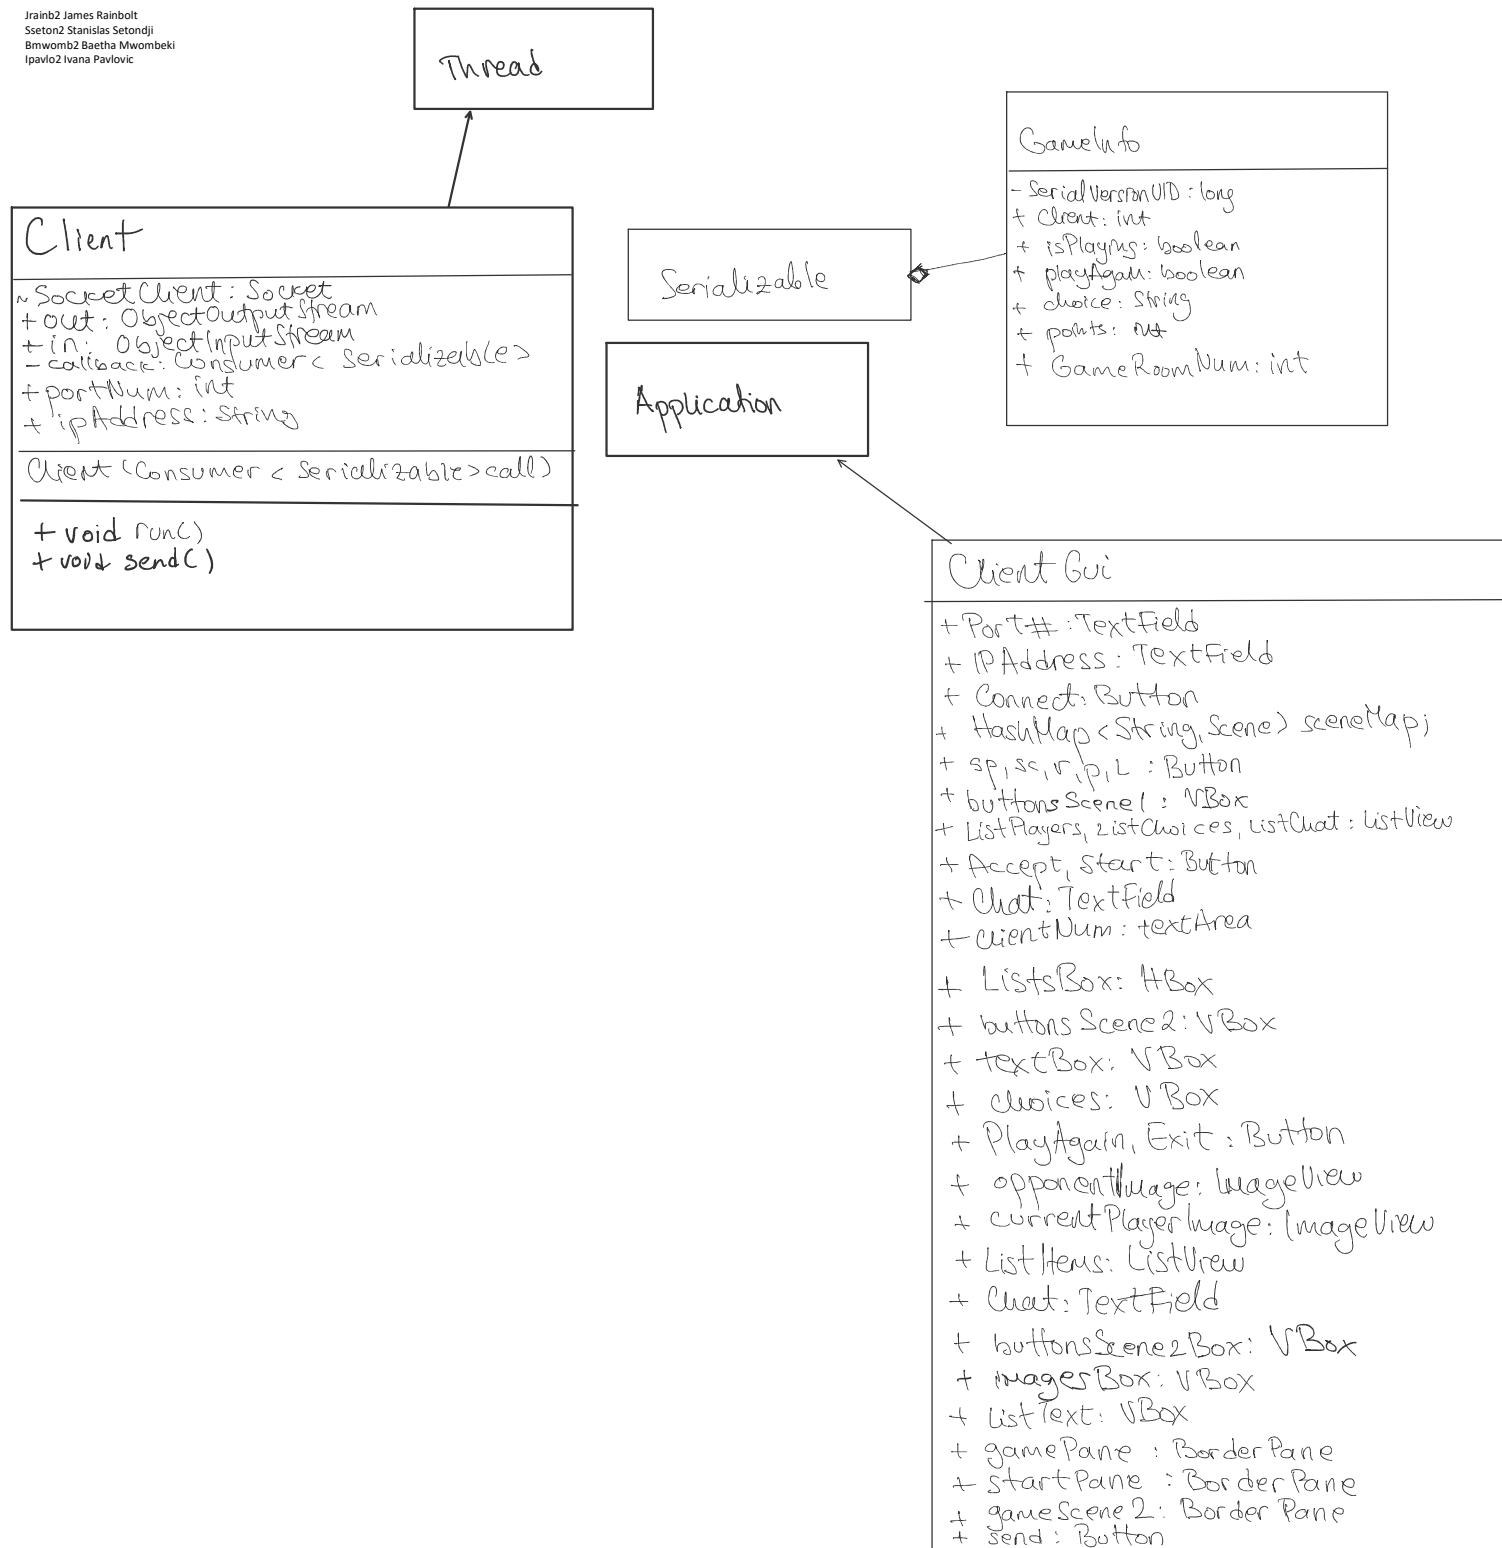 Jrainb2 James Rainbolt
Sseton2 Stanislas Setondji
Bmwomb2 Baetha Mwombeki
Ipavlo2 Ivana Pavlovic
Thread
Client
~ SocketClient: Socket
+ out: ObjectOutputStream
+ in: ObjectInputStream
- callback: Consumer < Serializable>
+ portNum: int
+ ipAddress: String
Client (Consumer < Serializable>call)
+ void run()
+ void send()
Serializable
GameInfo
- SerialVersionUID: long
+ Client: int
+ isPlaying: boolean
+ playAgain: boolean
+ choice: String
+ points: int
+ GameRoomNum: int
Application
Client Gui
+ Port# : TextField
+ IPAddress: TextField
+ Connect: Button
+ HashMap <String, Scene> sceneMap;
+ sp, sc, r, p, L : Button
+ buttonsScene1: VBox
+ ListPlayers, ListChoices, ListChat: ListView
+ Accept, Start: Button
+ Chat: TextField
+ clientNum: textArea
+ ListsBox: HBox
+ buttonsScene2: VBox
+ textBox: VBox
+ choices: VBox
+ PlayAgain, Exit : Button
+ opponentImage: ImageView
+ currentPlayerImage: ImageView
+ ListItems: ListView
+ Chat: TextField
+ buttonsScene2Box: VBox
+ imagesBox: VBox
+ ListText: VBox
+ gamePane : BorderPane
+ startPane : BorderPane
+ gameScene2: Border Pane
+ send: Button